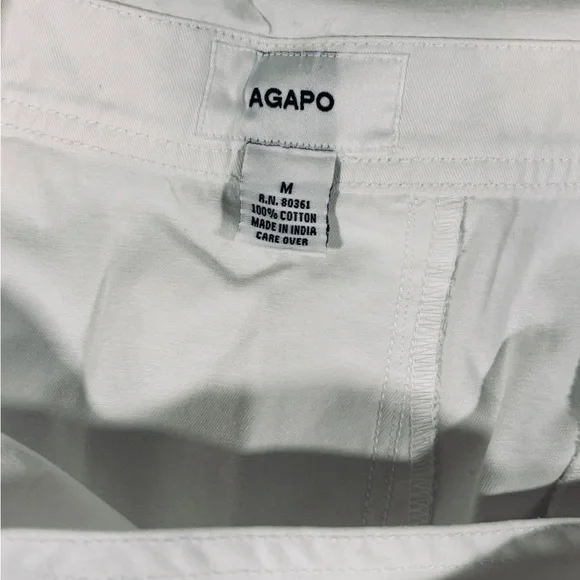 AGAPO
M
R.N. 80361
100% COTTON
MADE IN INDIA
CARE OVER